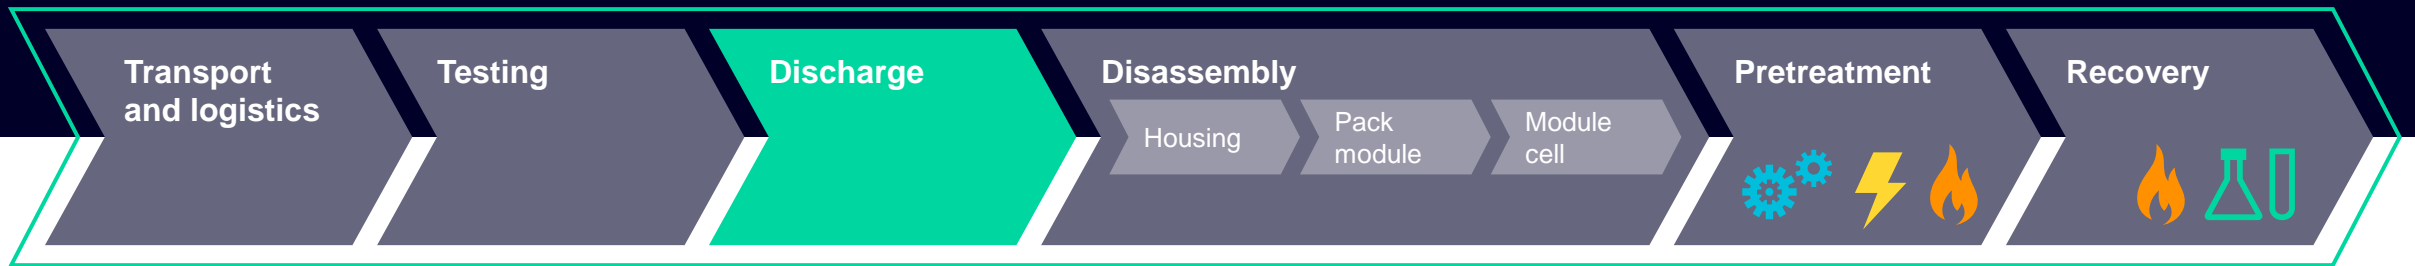 Transport
and logistics
Testing
Discharge
Disassembly
Housing
Pack
module
Module
cell
Pretreatment
Recovery